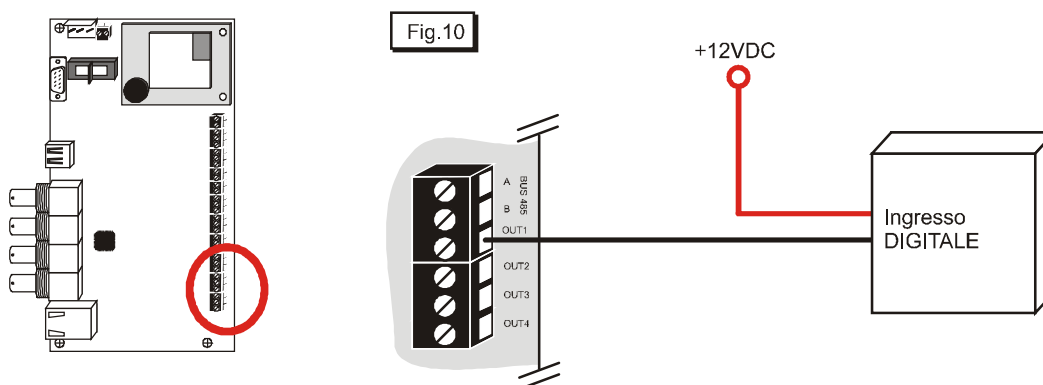 Fig.10
+12VDC
A
B
BUS 485
OUT1
OUT2
OUT3
OUT4
Ingresso
DIGITALE